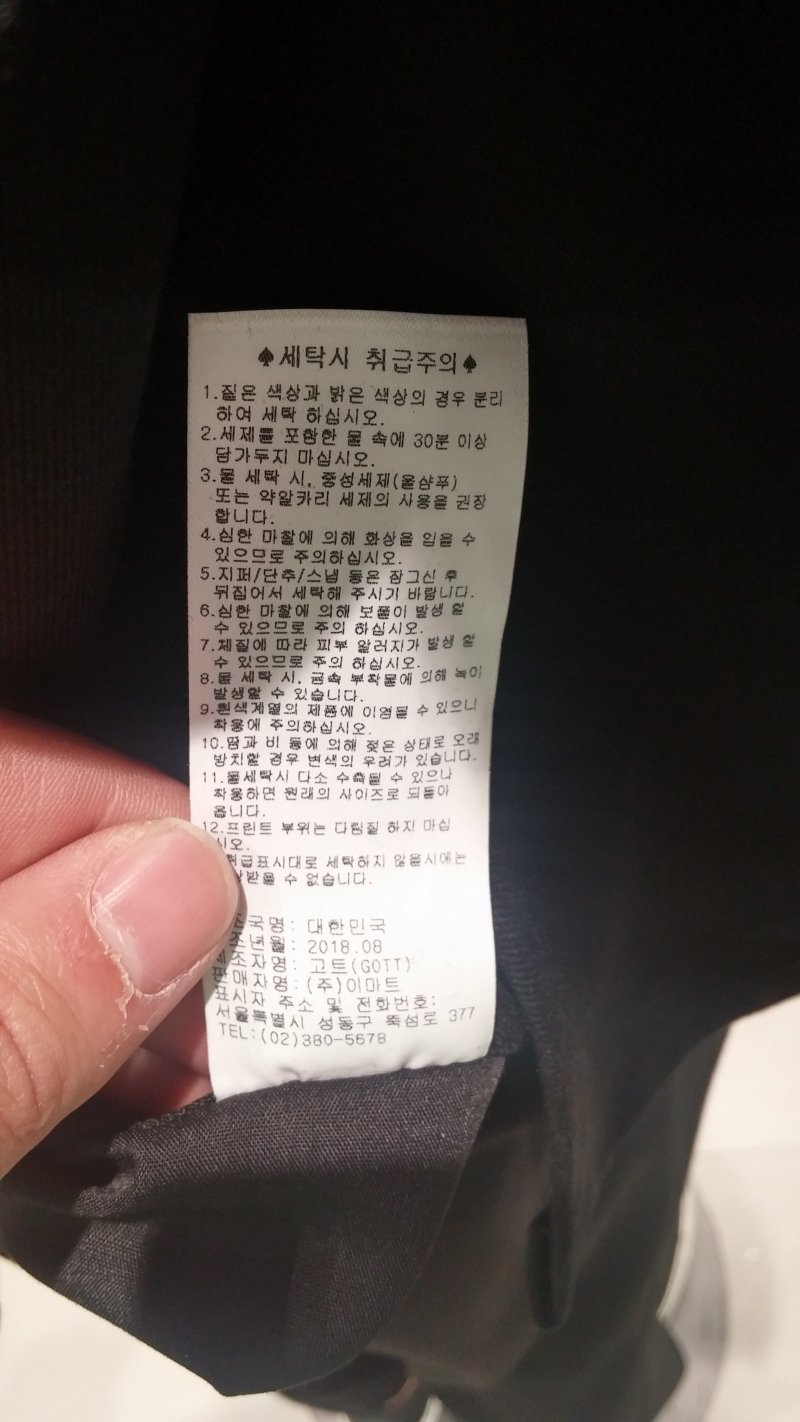 ♠세탁시 취급주의♠
1.짙은 색상과 밝은 색상의 경우 분리
하여 세탁 하십시오.
2.세제를 포함한 물 속에 30분 이상
담가두지 마십시오.
3.물 세탁 시, 중성세제(울샴푸)
또는 약알카리 세제의 사용을 권장
합니다.
4.심한 마찰에 의해 화상을 입을 수
있으므로 주의하십시오.
5.지퍼/단추/스냅 등은 잠그신 후
뒤집어서 세탁해 주시기 바랍니다.
6.심한 마찰에 의해 보풀이 발생 할
수 있으므로 주의 하십시오.
7.체질에 따라 피부 알러지가 발생 할
수 있으므로 주의 하십시오.
8.물 세탁 시, 금속 부착물에 의해 녹이
발생할 수 있습니다.
9.흰색계열의 제품에 이염될 수 있으니
착용에 주의하십시오.
10.땀과 비 등에 의해 젖은 상태로 오래
방치할 경우 변색의 우려가 있습니다.
11.물세탁시 다소 수축될 수 있으나
착용하면 원래의 사이즈로 되돌아
옵니다.
12.프린트 부위는 다림질 하지 마십
시오.
취급표시대로 세탁하지 않을시에는
받을 수 없습니다.
국명: 대한민국
조년월: 2018.08
제조자명: 고트(GOTT)
판매자명:(주)이마트
표시자 주소 및 전화번호:
서울특별시 성동구 뚝섬로 377
TEL:(02)380-5678